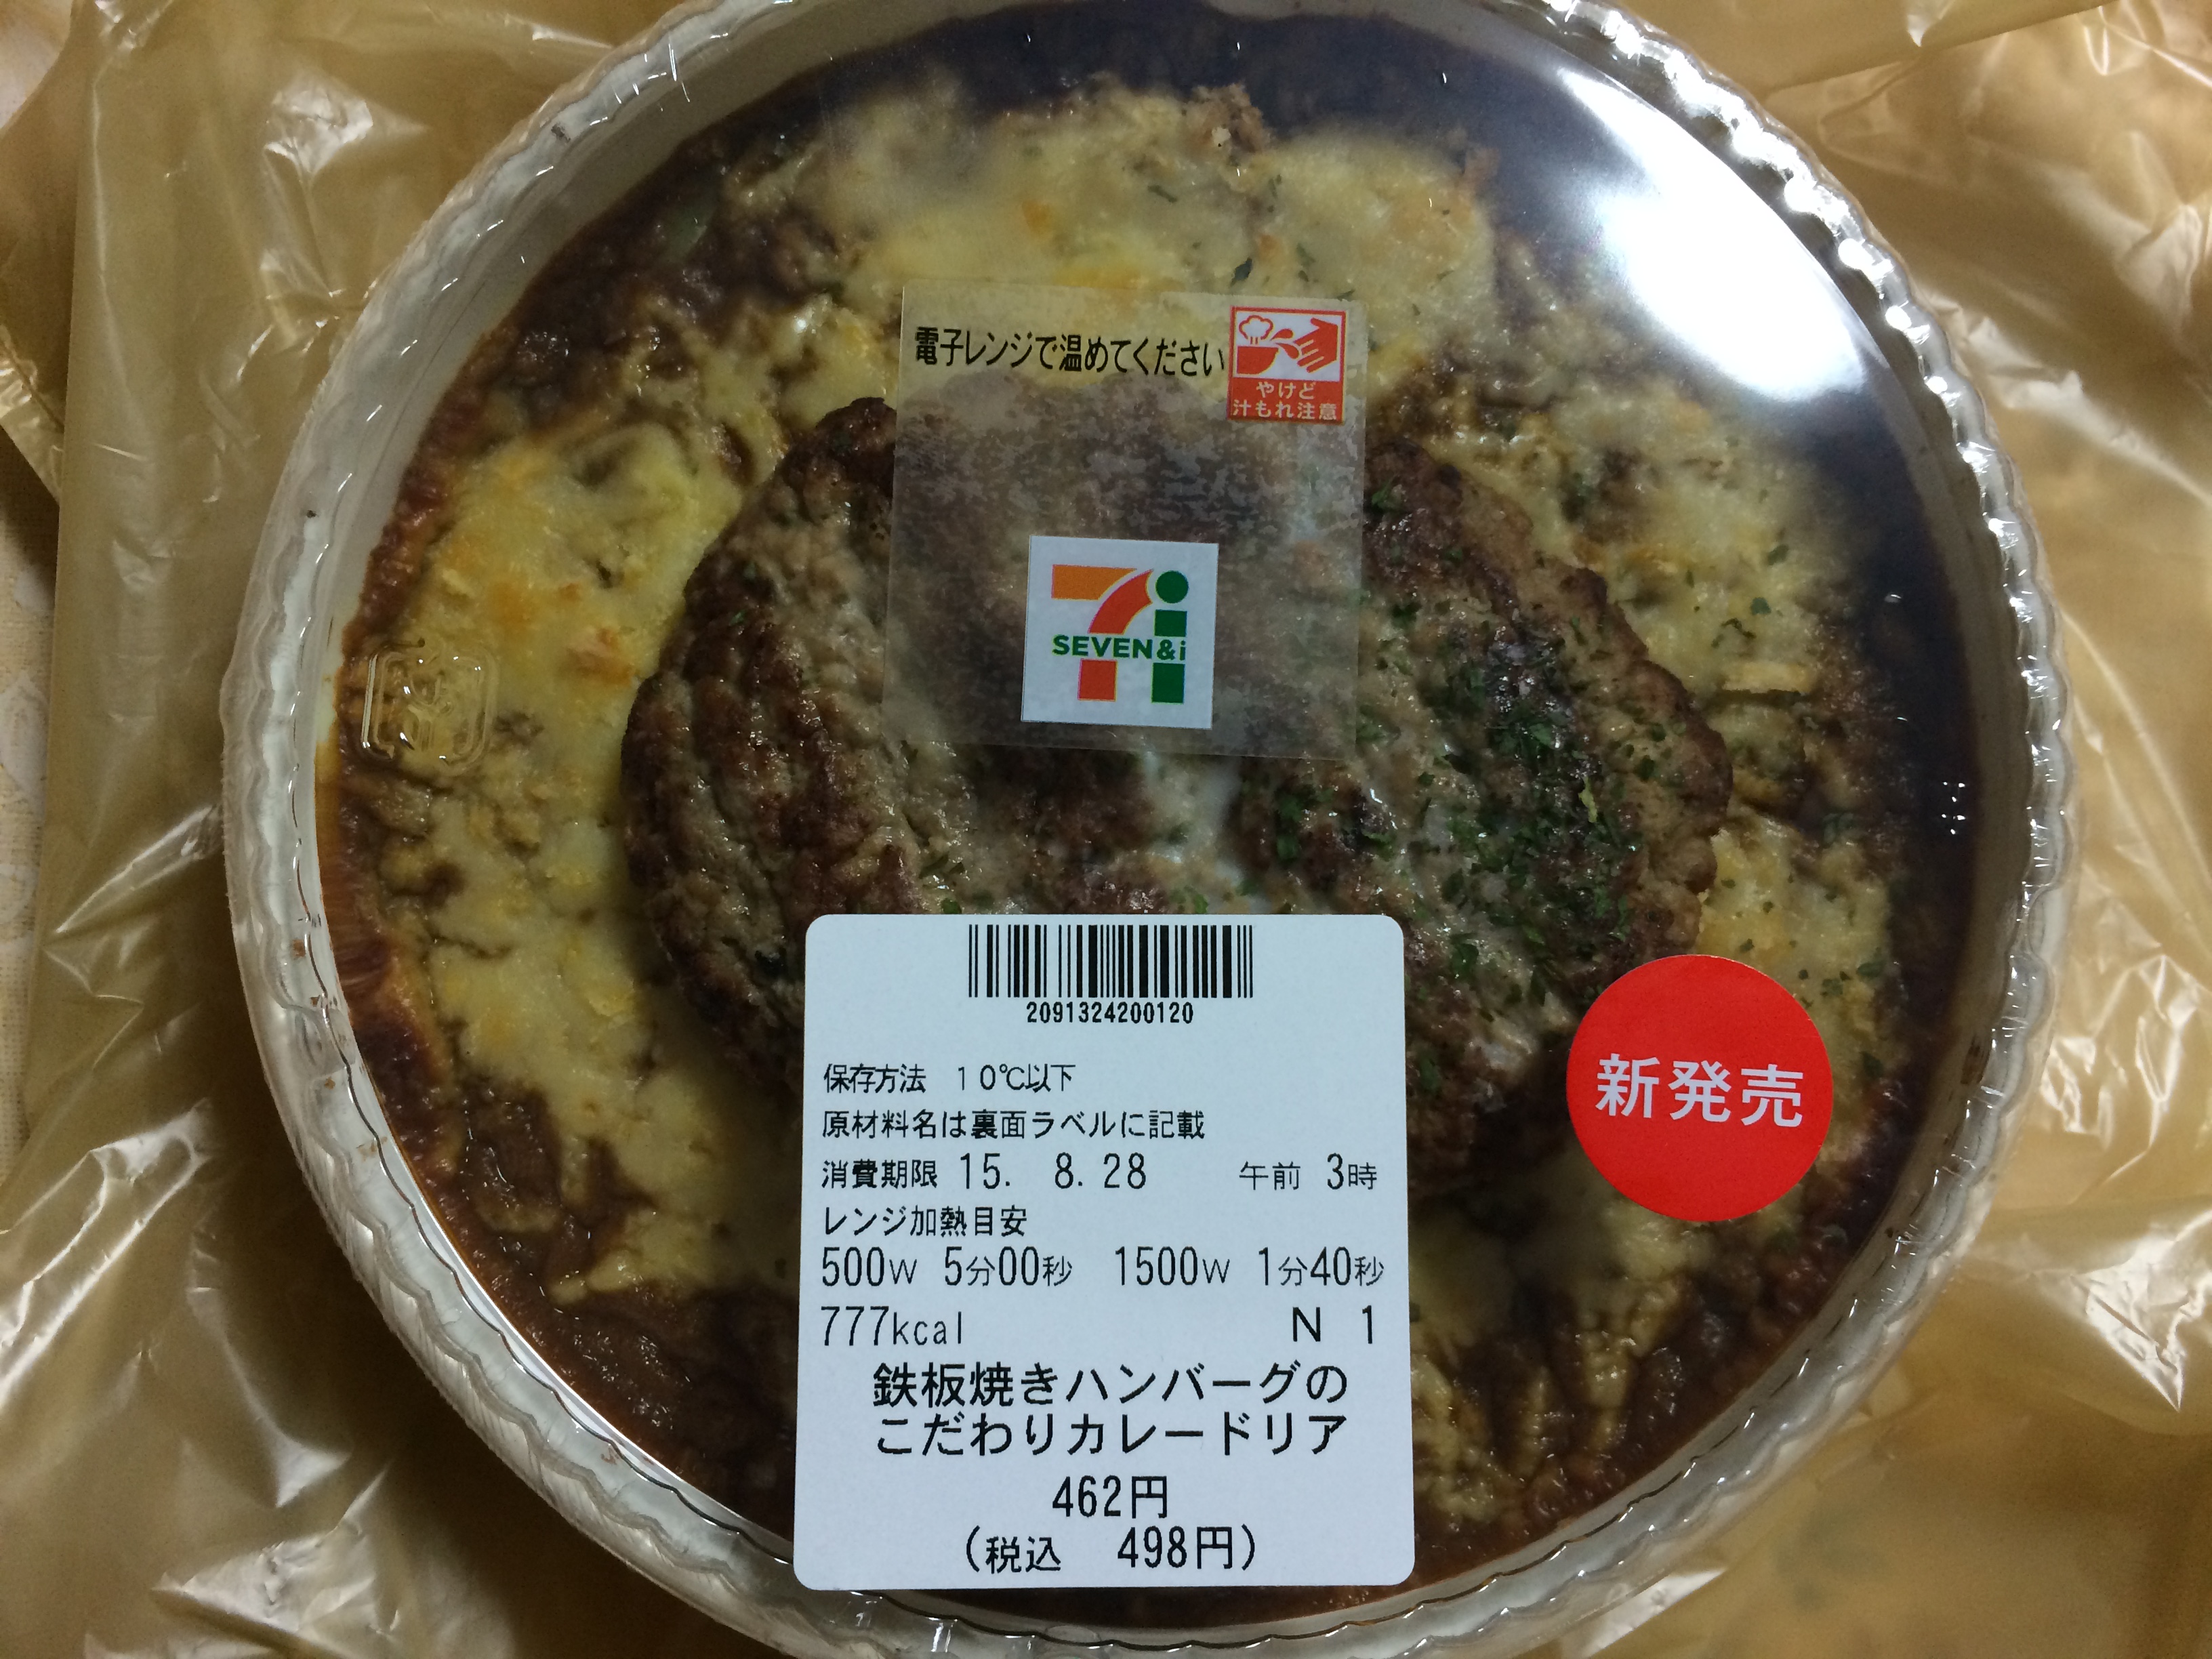 電子レンジで温めてください
やけど
汁もれ注意
SEVEN&i
2091324200120
保存方法 10℃以下
原材料名は裏面ラベルに記載
消費期限 15. 8.28 午前 3時
レンジ加熱目安
500W 5分00秒 1500W 1分40秒
777kcal N 1
鉄板焼きハンバーグの
こだわりカレードリア
462円
(税込 498円)
新発売